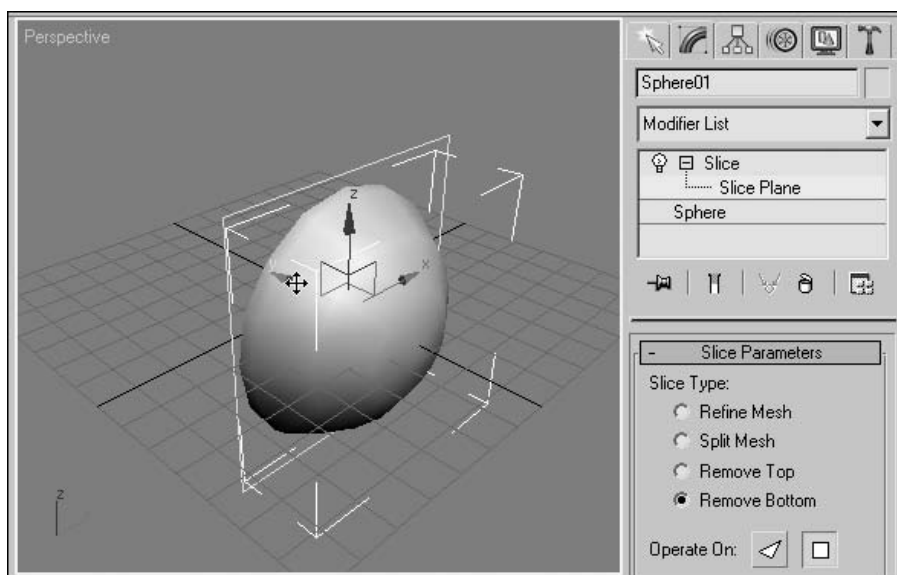 Perspective
z
x
z
Sphere01
Modifier List
Slice
Slice Plane
Sphere
- Slice Parameters
Slice Type:
Refine Mesh
Split Mesh
Remove Top
Remove Bottom
Operate On: